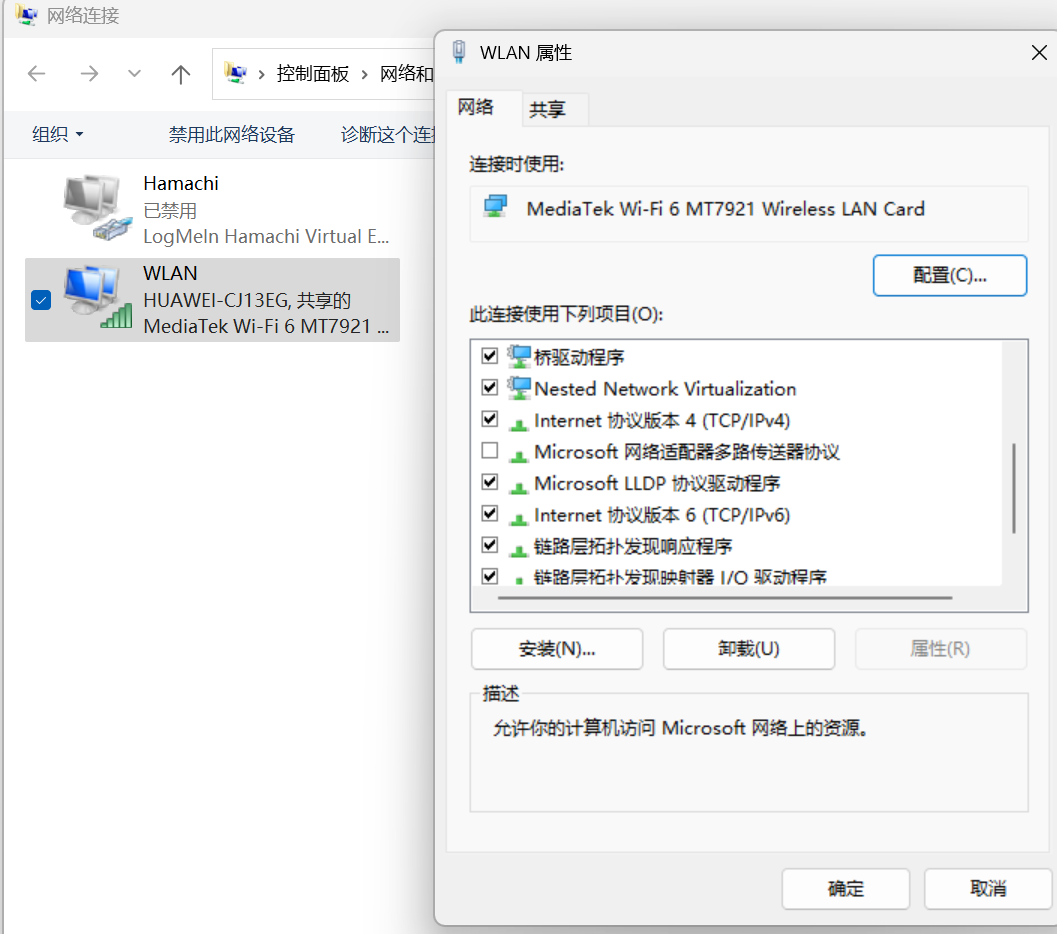 网络连接
控制面板
网络和
组织
禁用此网络设备
诊断这个连
Hamachi
已禁用
LogMeIn Hamachi Virtual E...
WLAN
HUAWEI-CJ13EG, 共享的
MediaTek Wi-Fi 6 MT7921 ...
WLAN 属性
网络
共享
连接时使用:
MediaTek Wi-Fi 6 MT7921 Wireless LAN Card
配置(C)...
此连接使用下列项目(O):
桥驱动程序
Nested Network Virtualization
Internet 协议版本 4 (TCP/IPv4)
Microsoft 网络适配器多路传送器协议
Microsoft LLDP 协议驱动程序
Internet 协议版本 6 (TCP/IPv6)
链路层拓扑发现响应程序
链路层拓扑发现映射器 I/O 驱动程序
安装(N)...
卸载(U)
属性(R)
描述
允许你的计算机访问 Microsoft 网络上的资源。
确定
取消